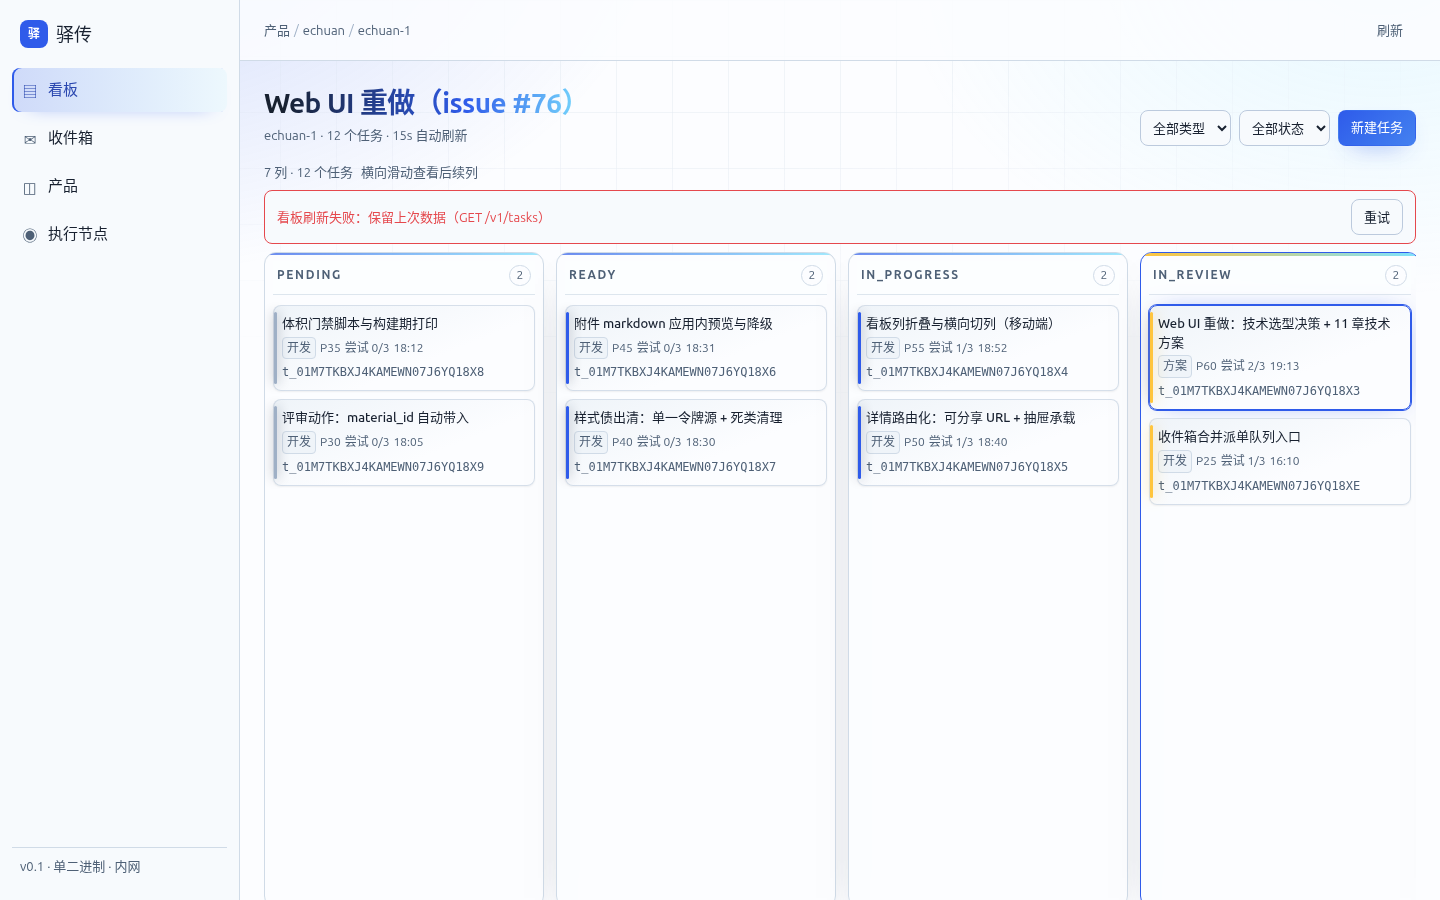 驿 驿传
看板
收件箱
产品
执行节点
v0.1 · 单二进制 · 内网
产品 / echuan / echuan-1
刷新
Web UI 重做（issue #76）
echuan-1 · 12 个任务 · 15s 自动刷新
全部类型
全部状态
新建任务
7 列 · 12 个任务 横向滑动查看后续列
看板刷新失败：保留上次数据（GET /v1/tasks）
重试
PENDING 2
体积门禁脚本与构建期打印
开发 P35 尝试 0/3 18:12
t_01M7TKBXJ4KAMEWN07J6YQ18X8
评审动作：material_id 自动带入
开发 P30 尝试 0/3 18:05
t_01M7TKBXJ4KAMEWN07J6YQ18X9
READY 2
附件 markdown 应用内预览与降级
开发 P45 尝试 0/3 18:31
t_01M7TKBXJ4KAMEWN07J6YQ18X6
样式债出清：单一令牌源 + 死类清理
开发 P40 尝试 0/3 18:30
t_01M7TKBXJ4KAMEWN07J6YQ18X7
IN_PROGRESS 2
看板列折叠与横向切列（移动端）
开发 P55 尝试 1/3 18:52
t_01M7TKBXJ4KAMEWN07J6YQ18X4
详情路由化：可分享 URL + 抽屉承载
开发 P50 尝试 1/3 18:40
t_01M7TKBXJ4KAMEWN07J6YQ18X5
IN_REVIEW 2
Web UI 重做：技术选型决策 + 11 章技术
方案
方案 P60 尝试 2/3 19:13
t_01M7TKBXJ4KAMEWN07J6YQ18X3
收件箱合并派单队列入口
开发 P25 尝试 1/3 16:10
t_01M7TKBXJ4KAMEWN07J6YQ18XE